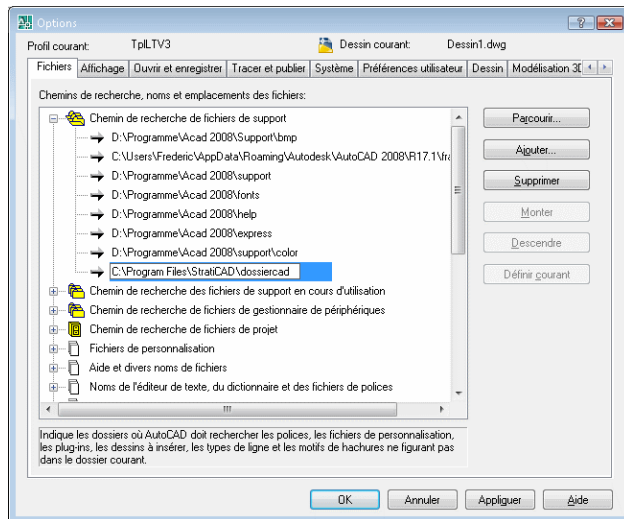 Options
Profil courant: TplLTV3 Dessin courant: Dessin1.dwg
Fichiers Affichage Ouvrir et enregistrer Tracer et publier Système Préférences utilisateur Dessin Modélisation 3D
Chemins de recherche, noms et emplacements des fichiers:
Chemin de recherche de fichiers de support
D:\Programme\Acad 2008\Support\bmp
C:\Users\Frederic\AppData\Roaming\Autodesk\AutoCAD 2008\R17.1\fra
D:\Programme\Acad 2008\support
D:\Programme\Acad 2008\fonts
D:\Programme\Acad 2008\help
D:\Programme\Acad 2008\express
D:\Programme\Acad 2008\support\color
C:\Program Files\StratiCAD\dossiercad
Chemin de recherche des fichiers de support en cours d'utilisation
Chemin de recherche de fichiers de gestionnaire de périphériques
Chemin de recherche de fichiers de projet
Fichiers de personnalisation
Aide et divers noms de fichiers
Noms de l'éditeur de texte, du dictionnaire et des fichiers de polices
Parcourir...
Ajouter...
Supprimer
Monter
Descendre
Définir courant
Indique les dossiers où AutoCAD doit rechercher les polices, les fichiers de personnalisation,
les plug-ins, les dessins à insérer, les types de ligne et les motifs de hachures ne figurant pas
dans le dossier courant.
OK Annuler Appliquer Aide